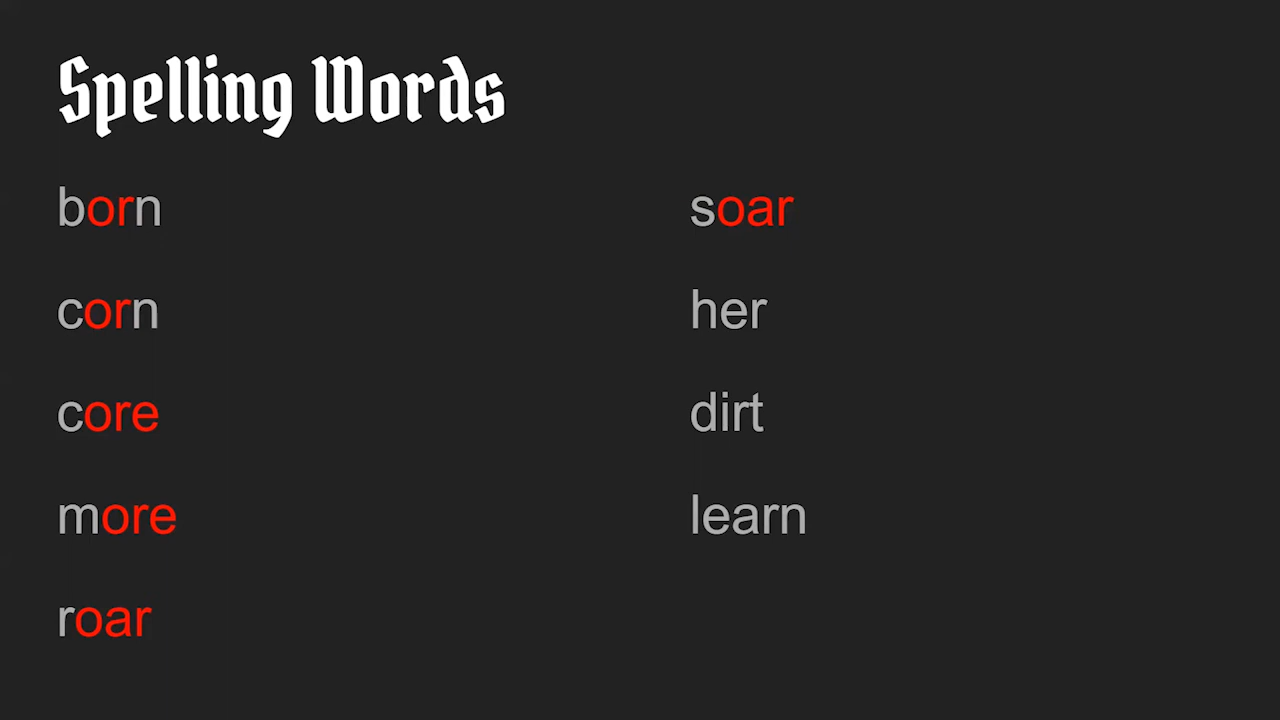 Spelling Words
born
corn
core
more
roar
soar
her
dirt
learn